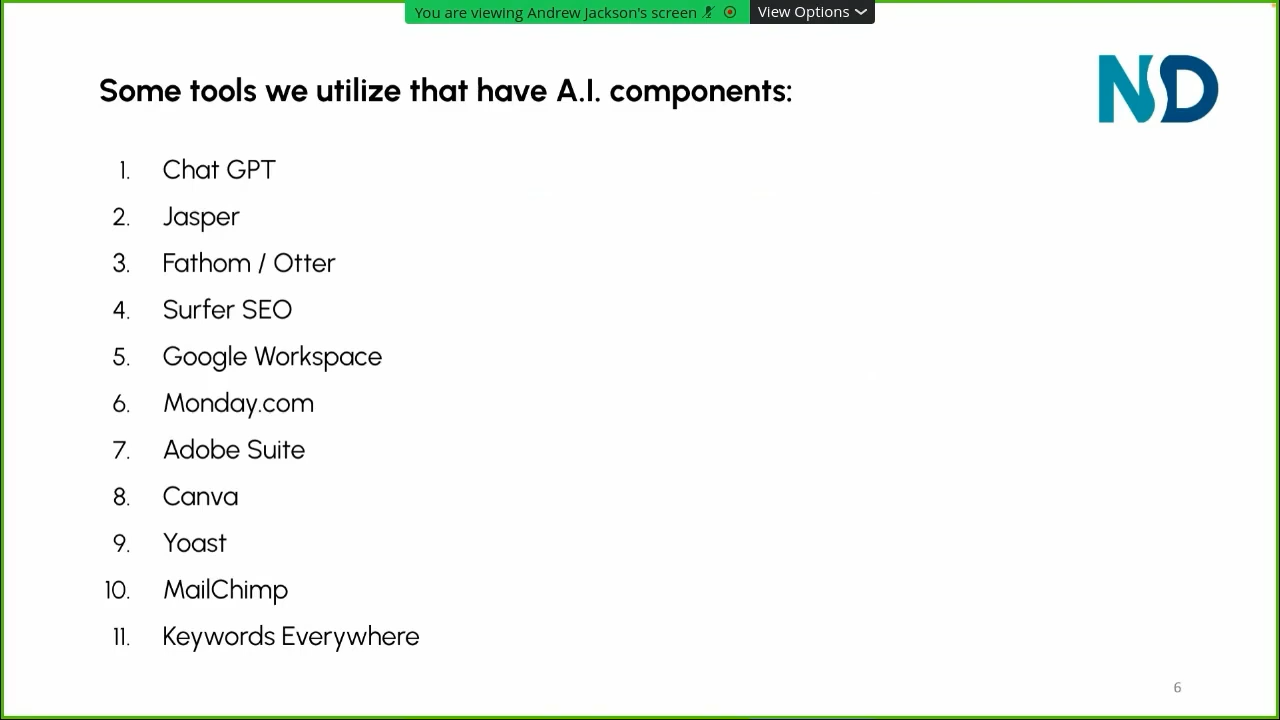 You are viewing Andrew Jackson's screen
View Options
Some tools we utilize that have A.I. components:
ND
1. Chat GPT
2. Jasper
3. Fathom / Otter
4. Surfer SEO
5. Google Workspace
6. Monday.com
7. Adobe Suite
8. Canva
9. Yoast
10. MailChimp
11. Keywords Everywhere
6